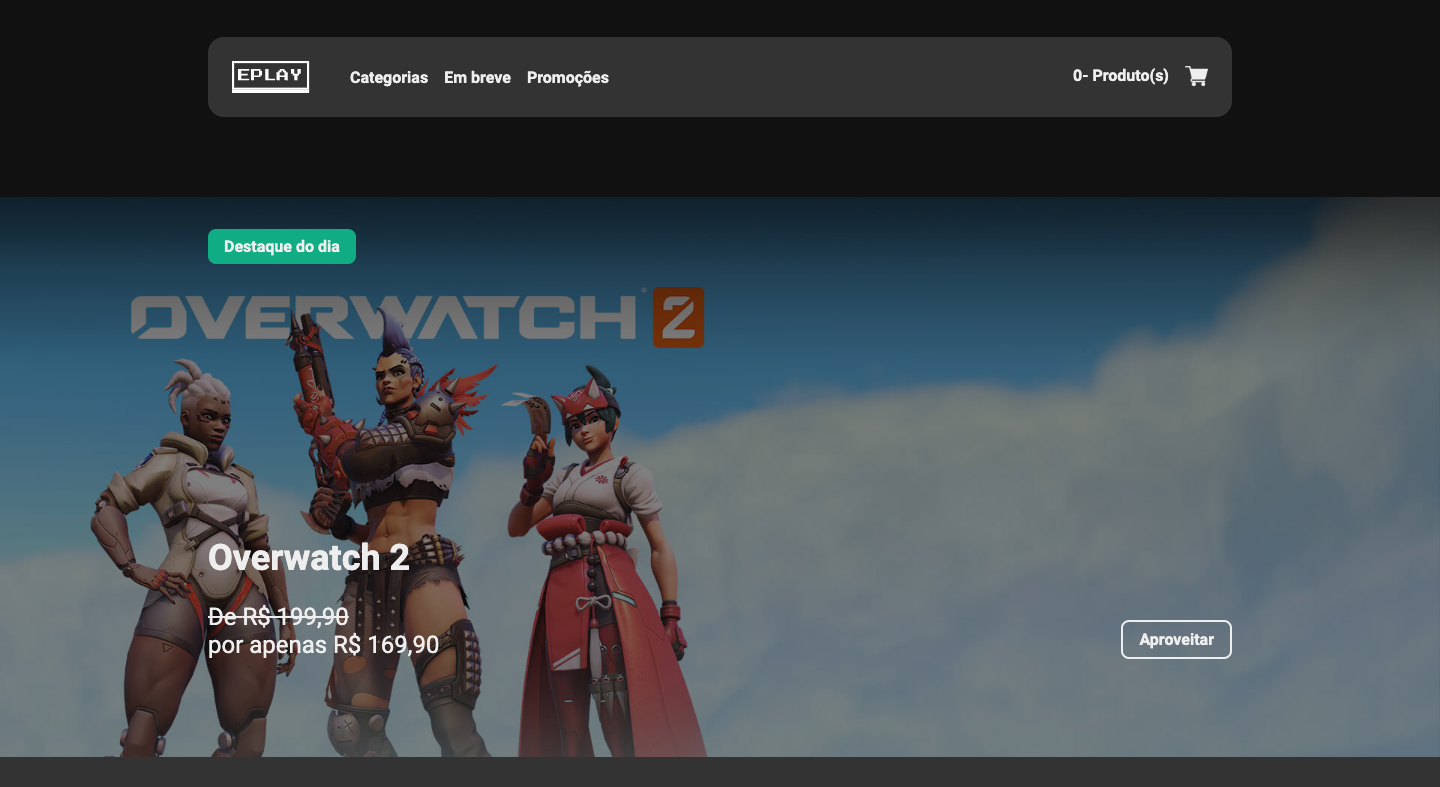 EPLAY
Categorias
Em breve
Promoções
0- Produto(s)
Destaque do dia
OVERWATCH 2
Overwatch 2
De R$ 199,90
por apenas R$ 169,90
Aproveitar